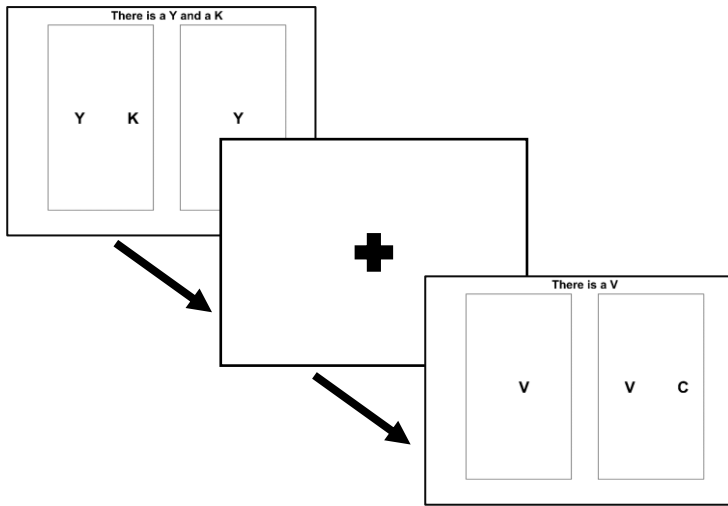 There is a Y and a K
Y K Y
There is a V
V V C